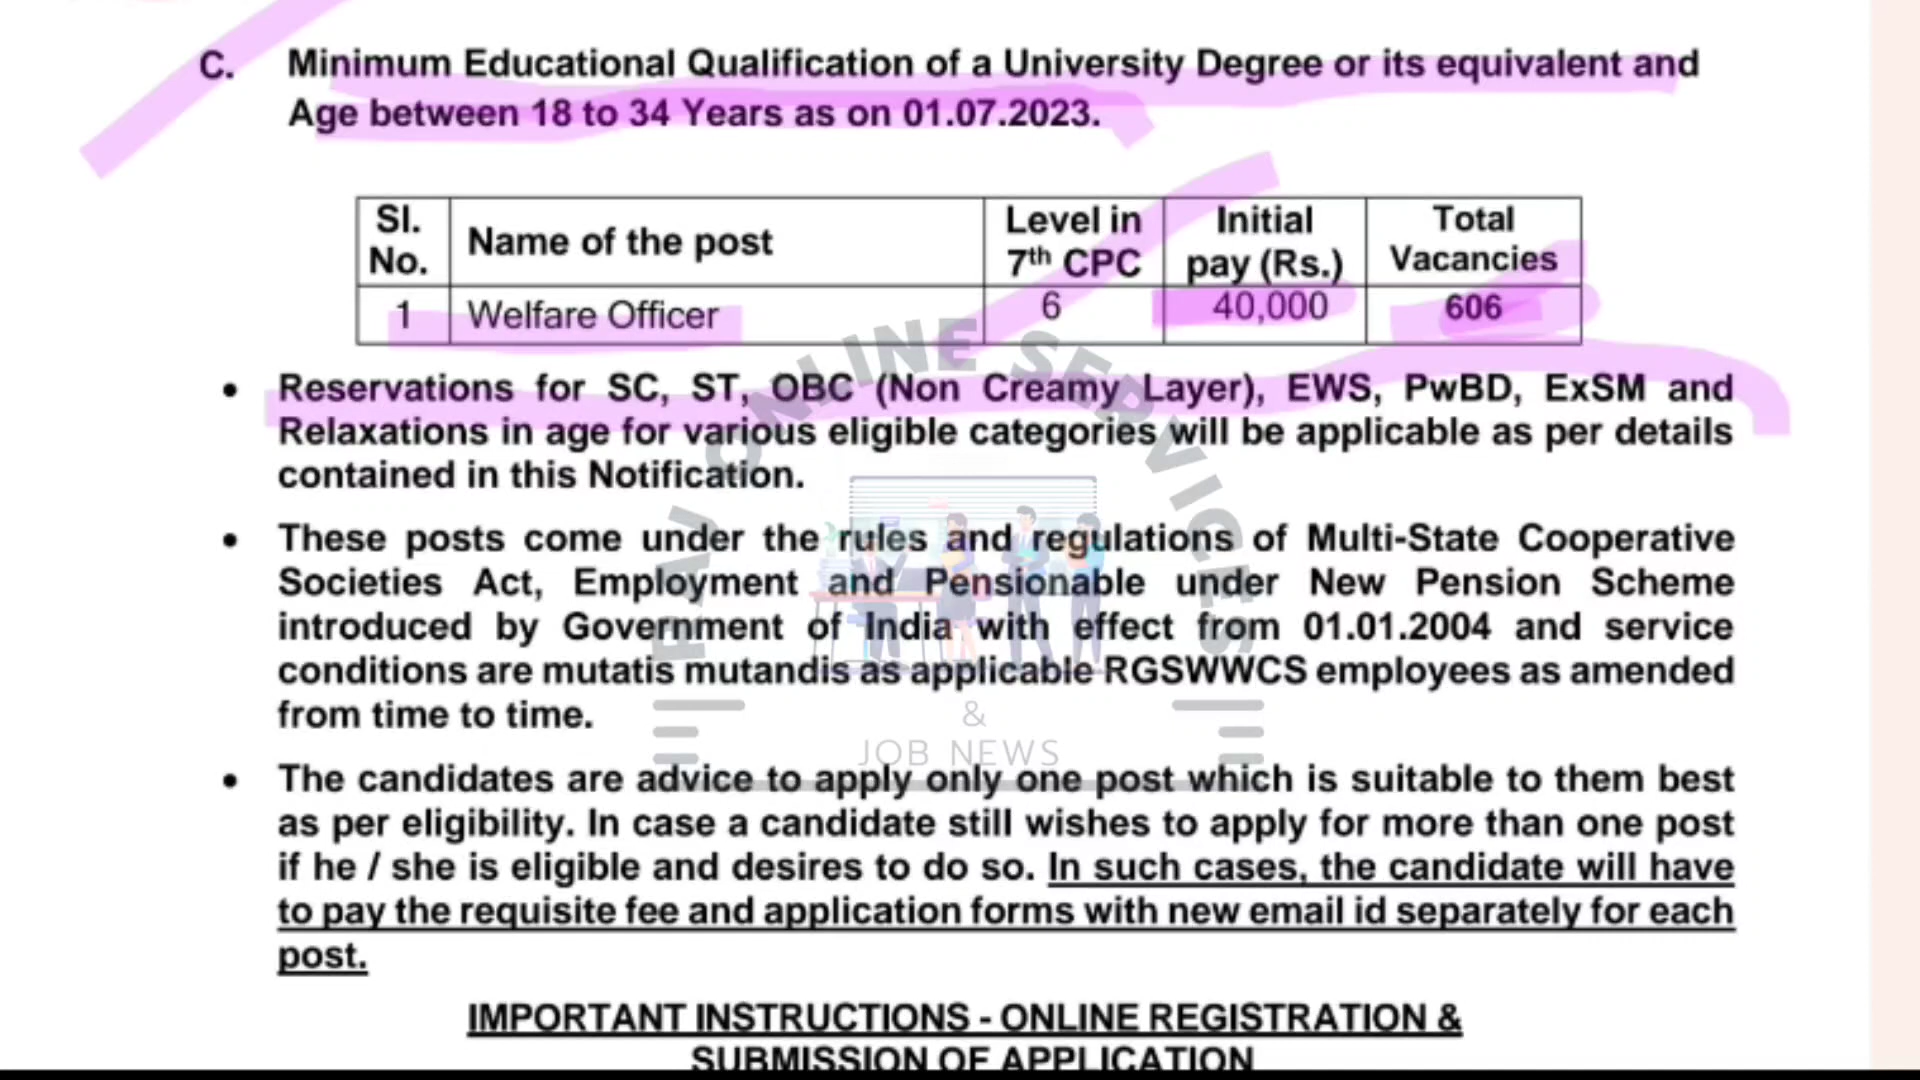 C. Minimum Educational Qualification of a University Degree or its equivalent and
Age between 18 to 34 Years as on 01.07.2023.
Sl. No. Name of the post Level in 7th CPC Initial pay (Rs.) Total Vacancies
1 Welfare Officer 6 40,000 606
• Reservations for SC, ST, OBC (Non Creamy Layer), EWS, PwBD, ExSM and
Relaxations in age for various eligible categories will be applicable as per details
contained in this Notification.
• These posts come under the rules and regulations of Multi-State Cooperative
Societies Act, Employment and Pensionable under New Pension Scheme
introduced by Government of India with effect from 01.01.2004 and service
conditions are mutatis mutandis as applicable RGSWWCS employees as amended
from time to time.
• The candidates are advice to apply only one post which is suitable to them best
as per eligibility. In case a candidate still wishes to apply for more than one post
if he / she is eligible and desires to do so. In such cases, the candidate will have
to pay the requisite fee and application forms with new email id separately for each
post.
IMPORTANT INSTRUCTIONS - ONLINE REGISTRATION &
SUBMISSION OF APPLICATION
ONLINE SERVICES
&
JOB NEWS